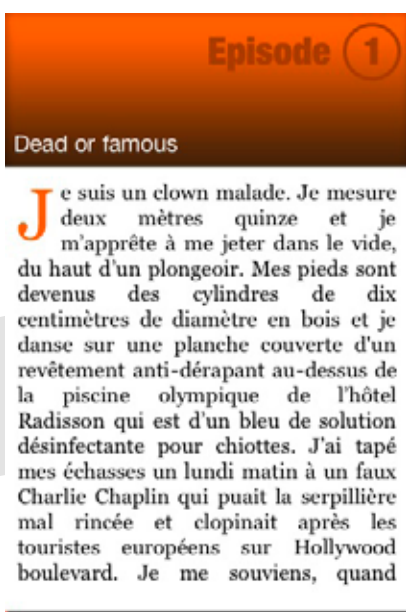 Episode 1
Dead or famous
Je suis un clown malade. Je mesure
deux mètres quinze et je
m'apprête à me jeter dans le vide,
du haut d'un plongeoir. Mes pieds sont
devenus des cylindres de dix
centimètres de diamètre en bois et je
danse sur une planche couverte d'un
revêtement anti-dérapant au-dessus de
la piscine olympique de l'hôtel
Radisson qui est d'un bleu de solution
désinfectante pour chiottes. J'ai tapé
mes échasses un lundi matin à un faux
Charlie Chaplin qui puait la serpillière
mal rincée et clopinait après les
touristes européens sur Hollywood
boulevard. Je me souviens, quand